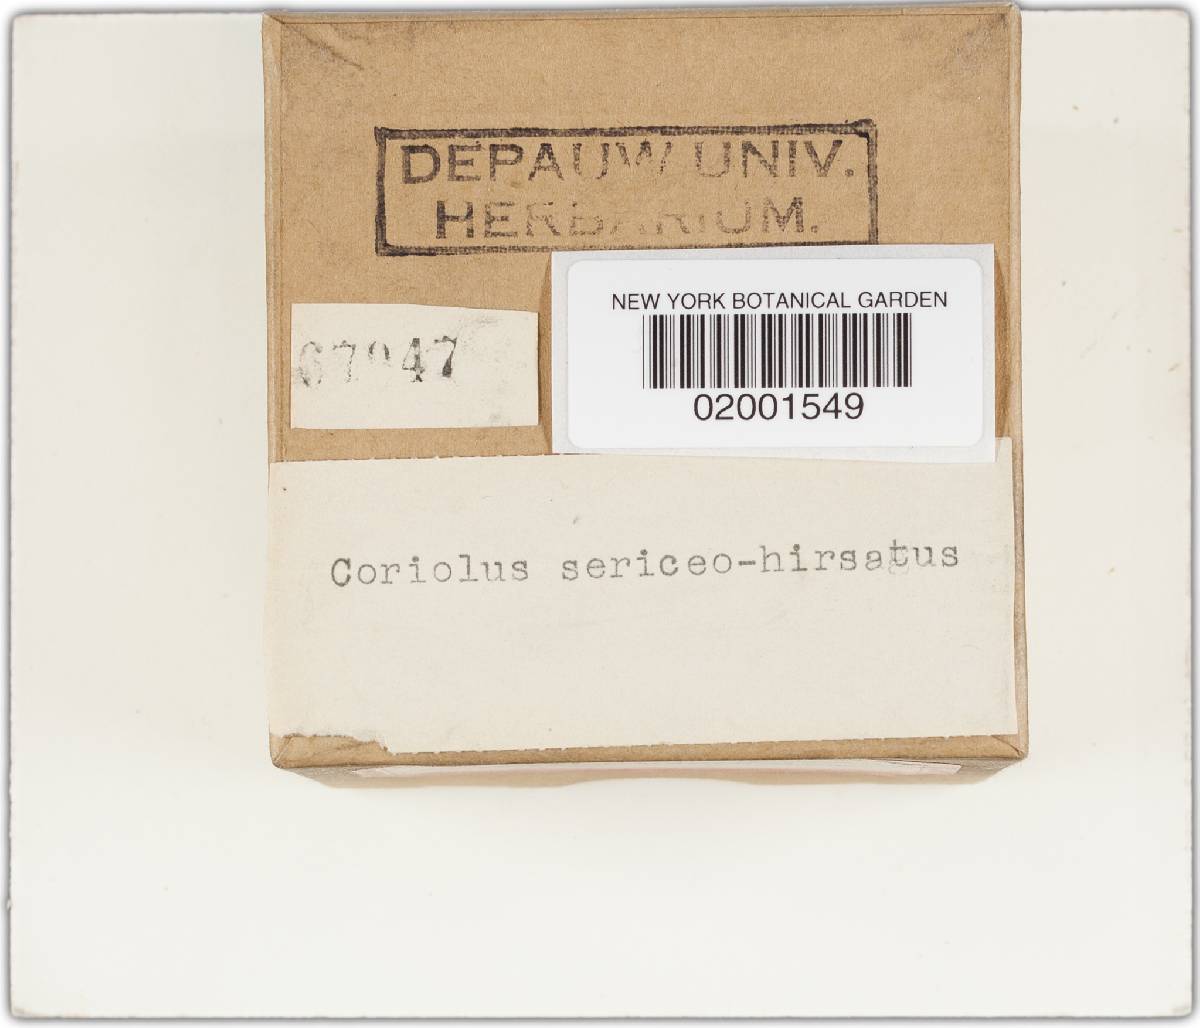 DEPAUW UNIV.
HERBARIUM.
NEW YORK BOTANICAL GARDEN
02001549
Coriolus sericeo-hirsatus